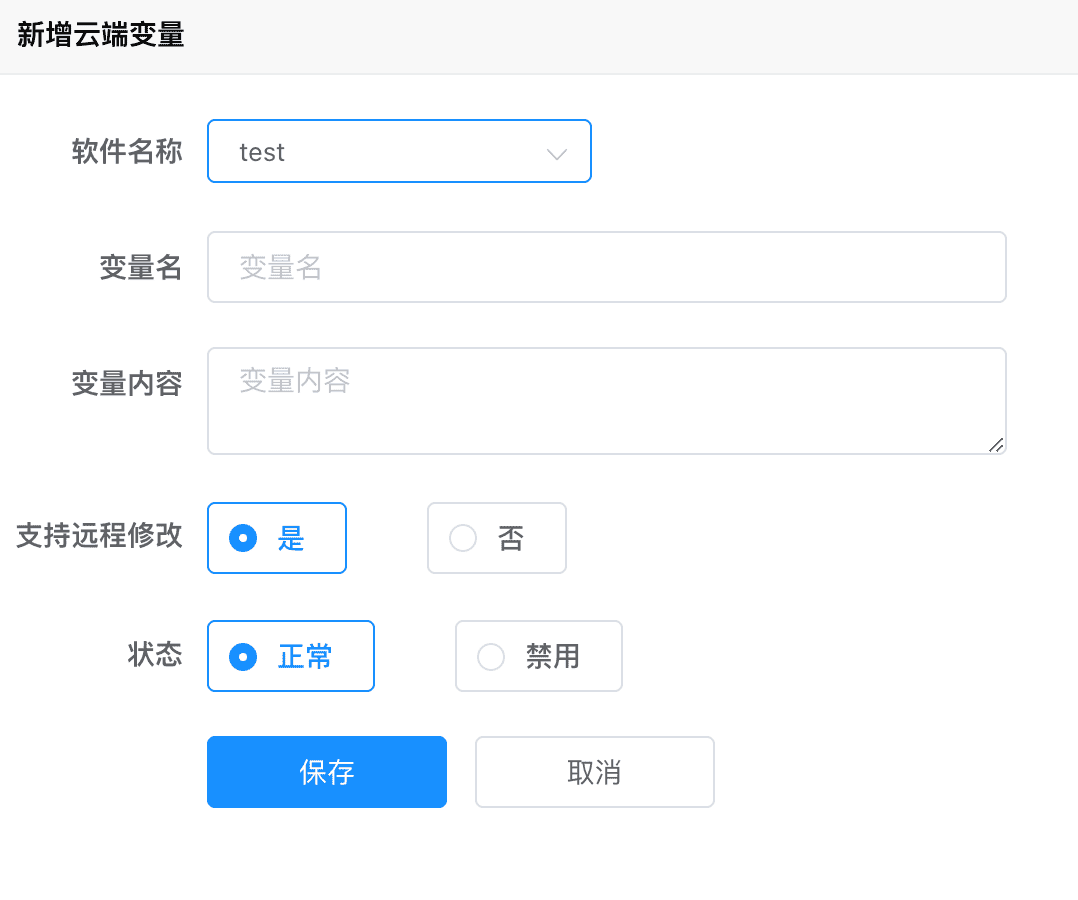 新增云端变量
软件名称 test
变量名 变量名
变量内容 变量内容
支持远程修改 是 否
状态 正常 禁用
保存 取消